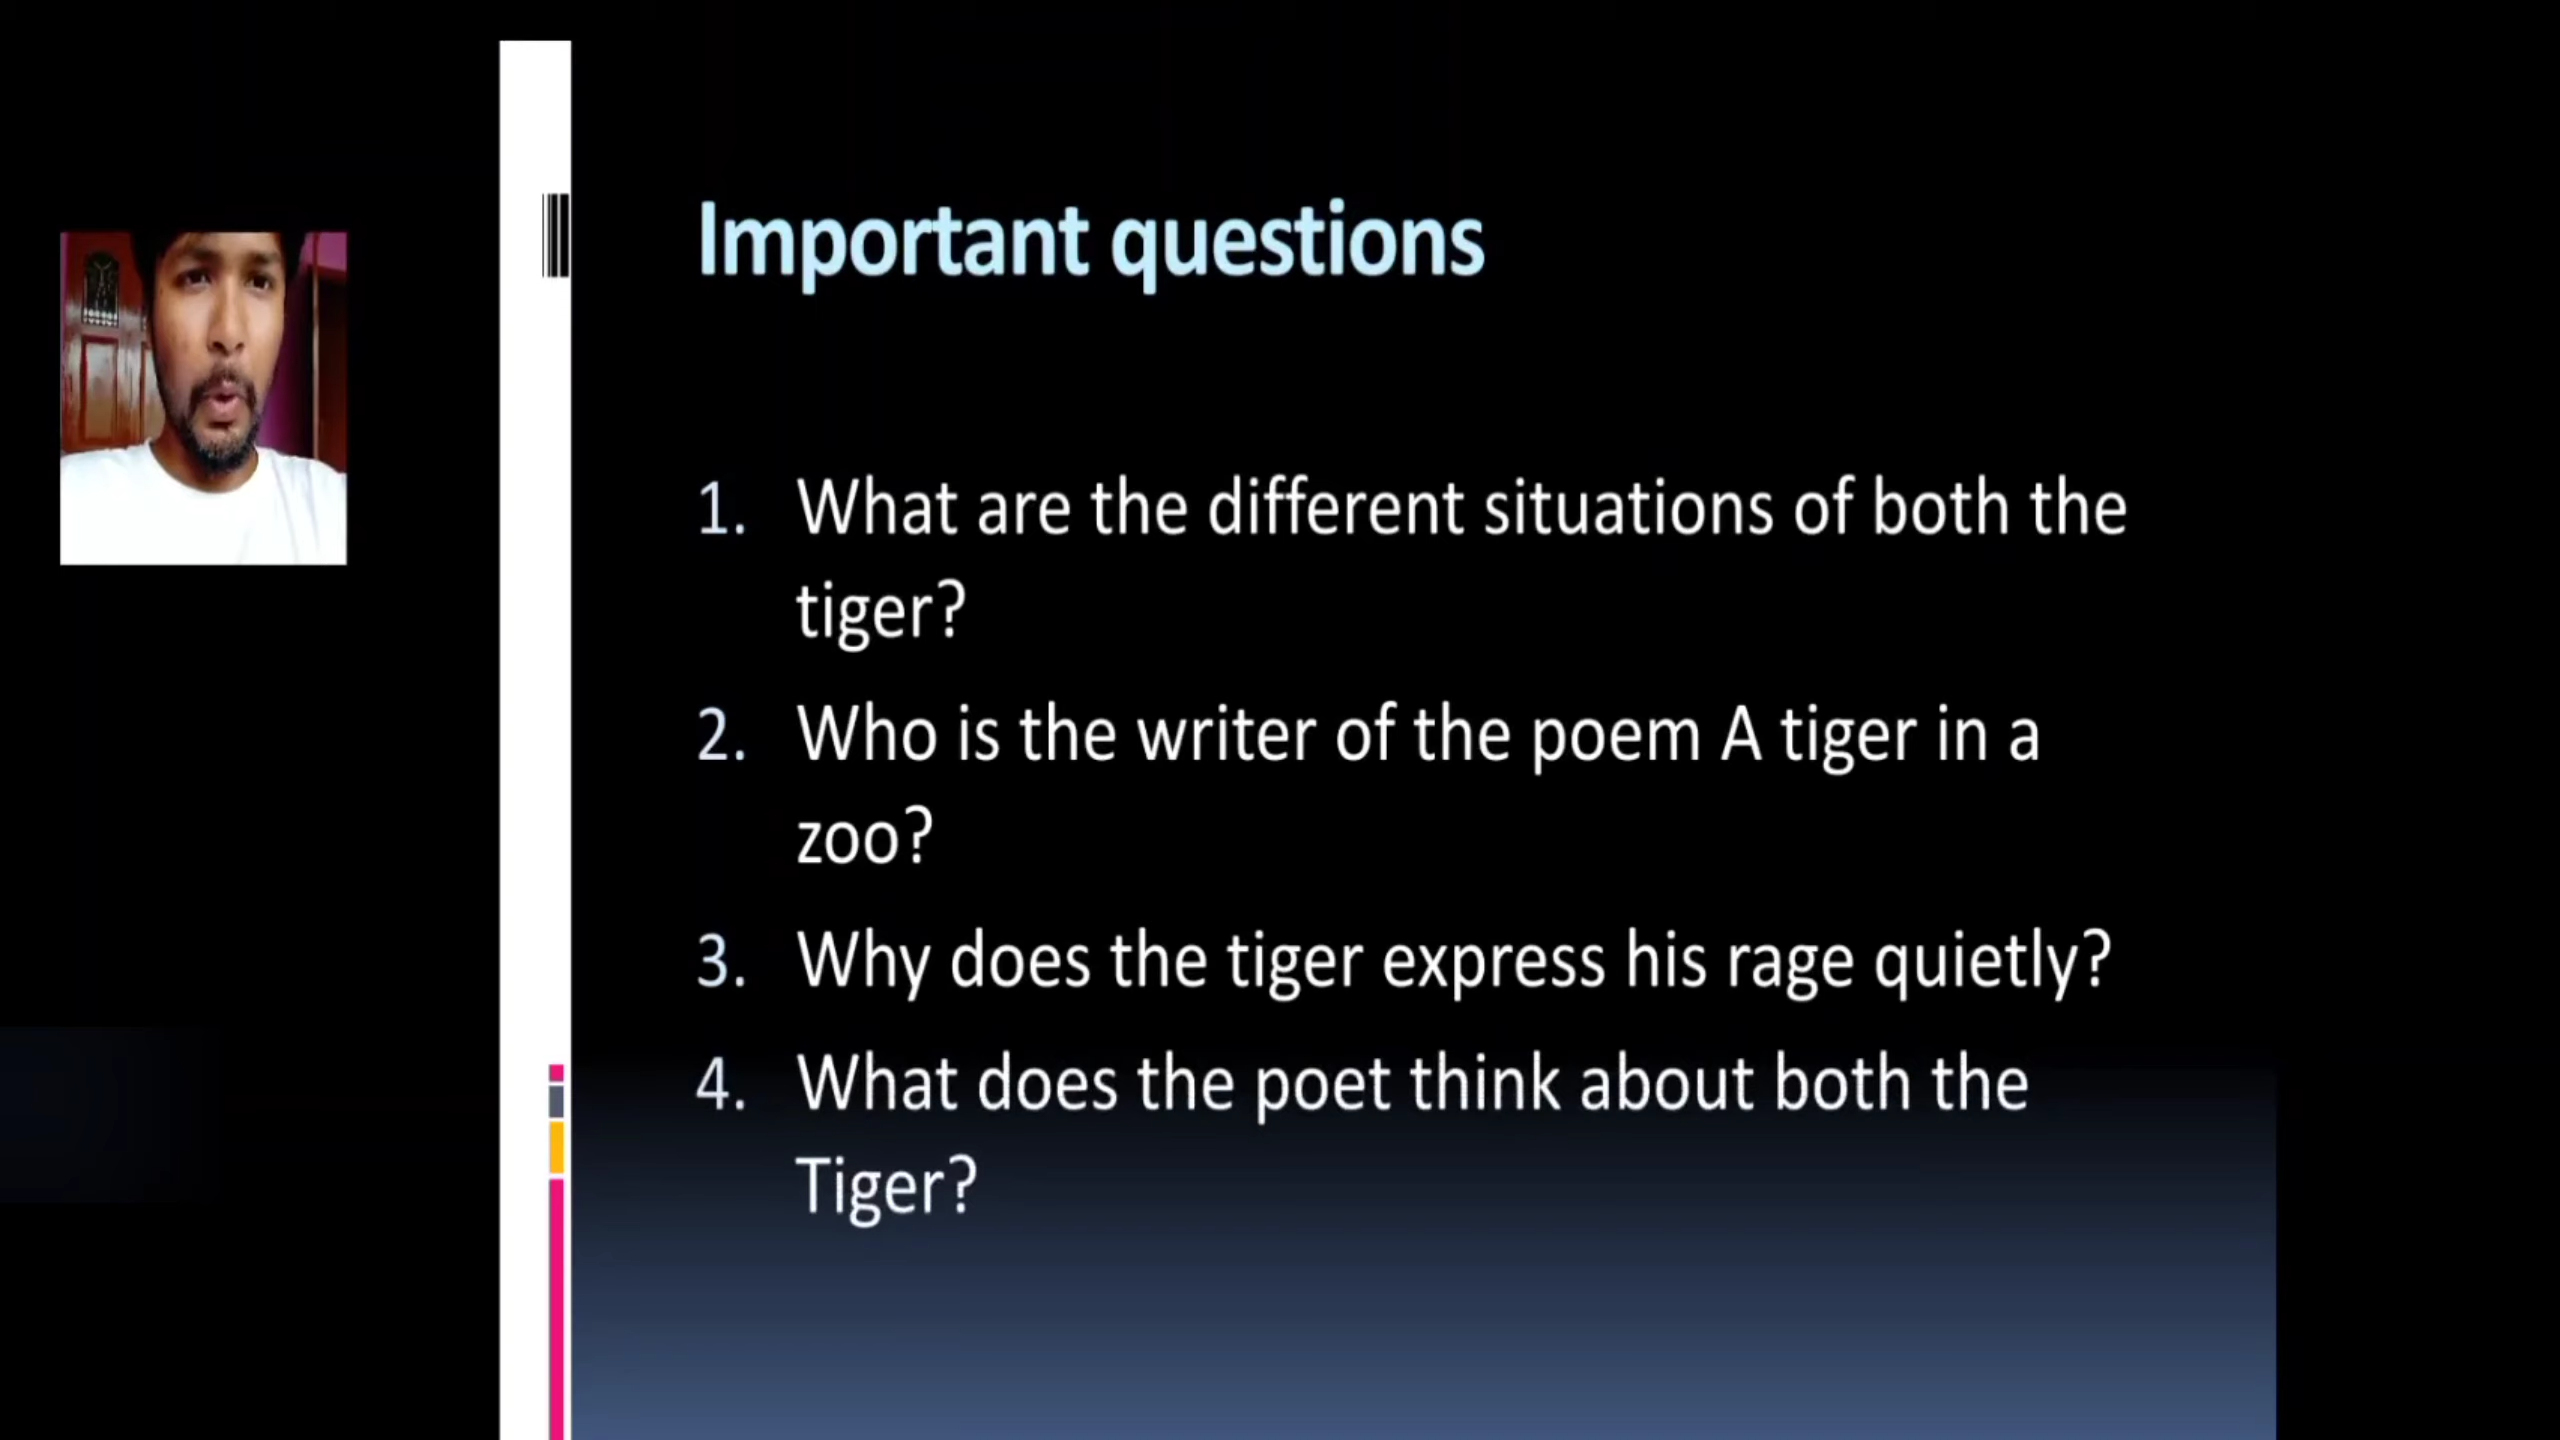 Important questions
1. What are the different situations of both the
tiger?
2. Who is the writer of the poem A tiger in a
zoo?
3. Why does the tiger express his rage quietly?
4. What does the poet think about both the
Tiger?